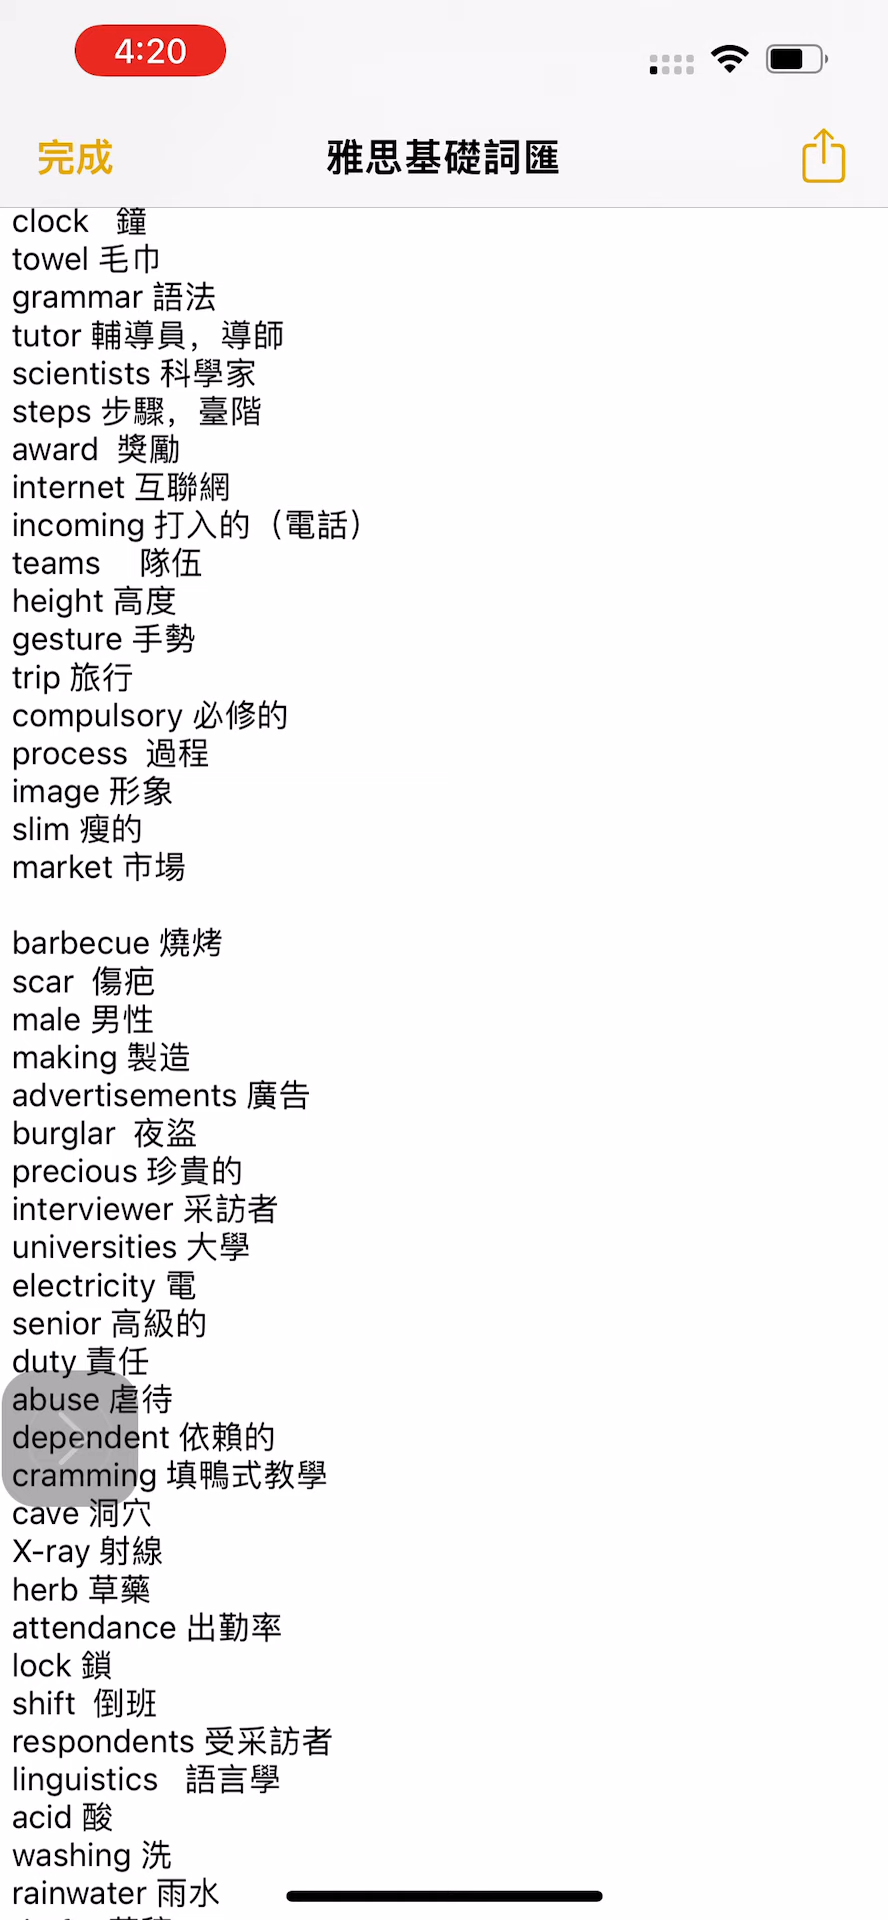 4:20
完成 雅思基礎詞匯
clock 鐘
towel 毛巾
grammar 語法
tutor 輔導員，導師
scientists 科學家
steps 步驟，臺階
award 獎勵
internet 互聯網
incoming 打入的（電話）
teams 隊伍
height 高度
gesture 手勢
trip 旅行
compulsory 必修的
process 過程
image 形象
slim 瘦的
market 市場
barbecue 燒烤
scar 傷疤
male 男性
making 製造
advertisements 廣告
burglar 夜盜
precious 珍貴的
interviewer 采訪者
universities 大學
electricity 電
senior 高級的
duty 責任
abuse 虐待
dependent 依賴的
cramming 填鴨式教學
cave 洞穴
X-ray 射線
herb 草藥
attendance 出勤率
lock 鎖
shift 倒班
respondents 受采訪者
linguistics 語言學
acid 酸
washing 洗
rainwater 雨水